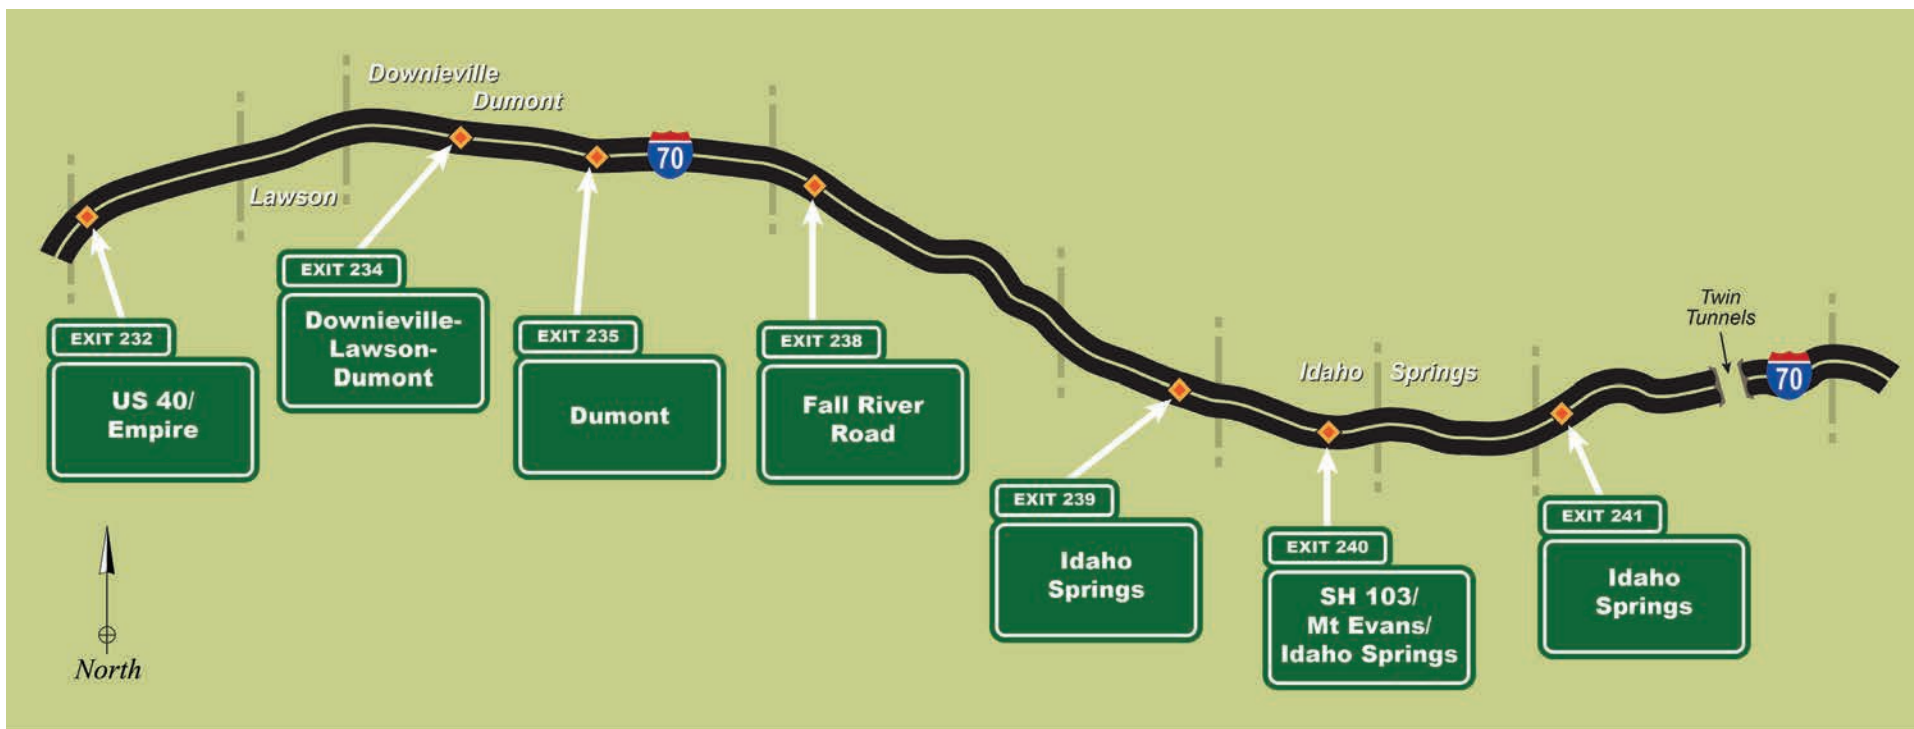 Downieville
Dumont
70
Lawson
EXIT 232
US 40/
Empire
EXIT 234
Downieville-
Lawson-
Dumont
EXIT 235
Dumont
EXIT 238
Fall River
Road
EXIT 239
Idaho
Springs
Idaho Springs
EXIT 240
SH 103/
Mt Evans/
Idaho Springs
EXIT 241
Idaho
Springs
Twin
Tunnels
70
North